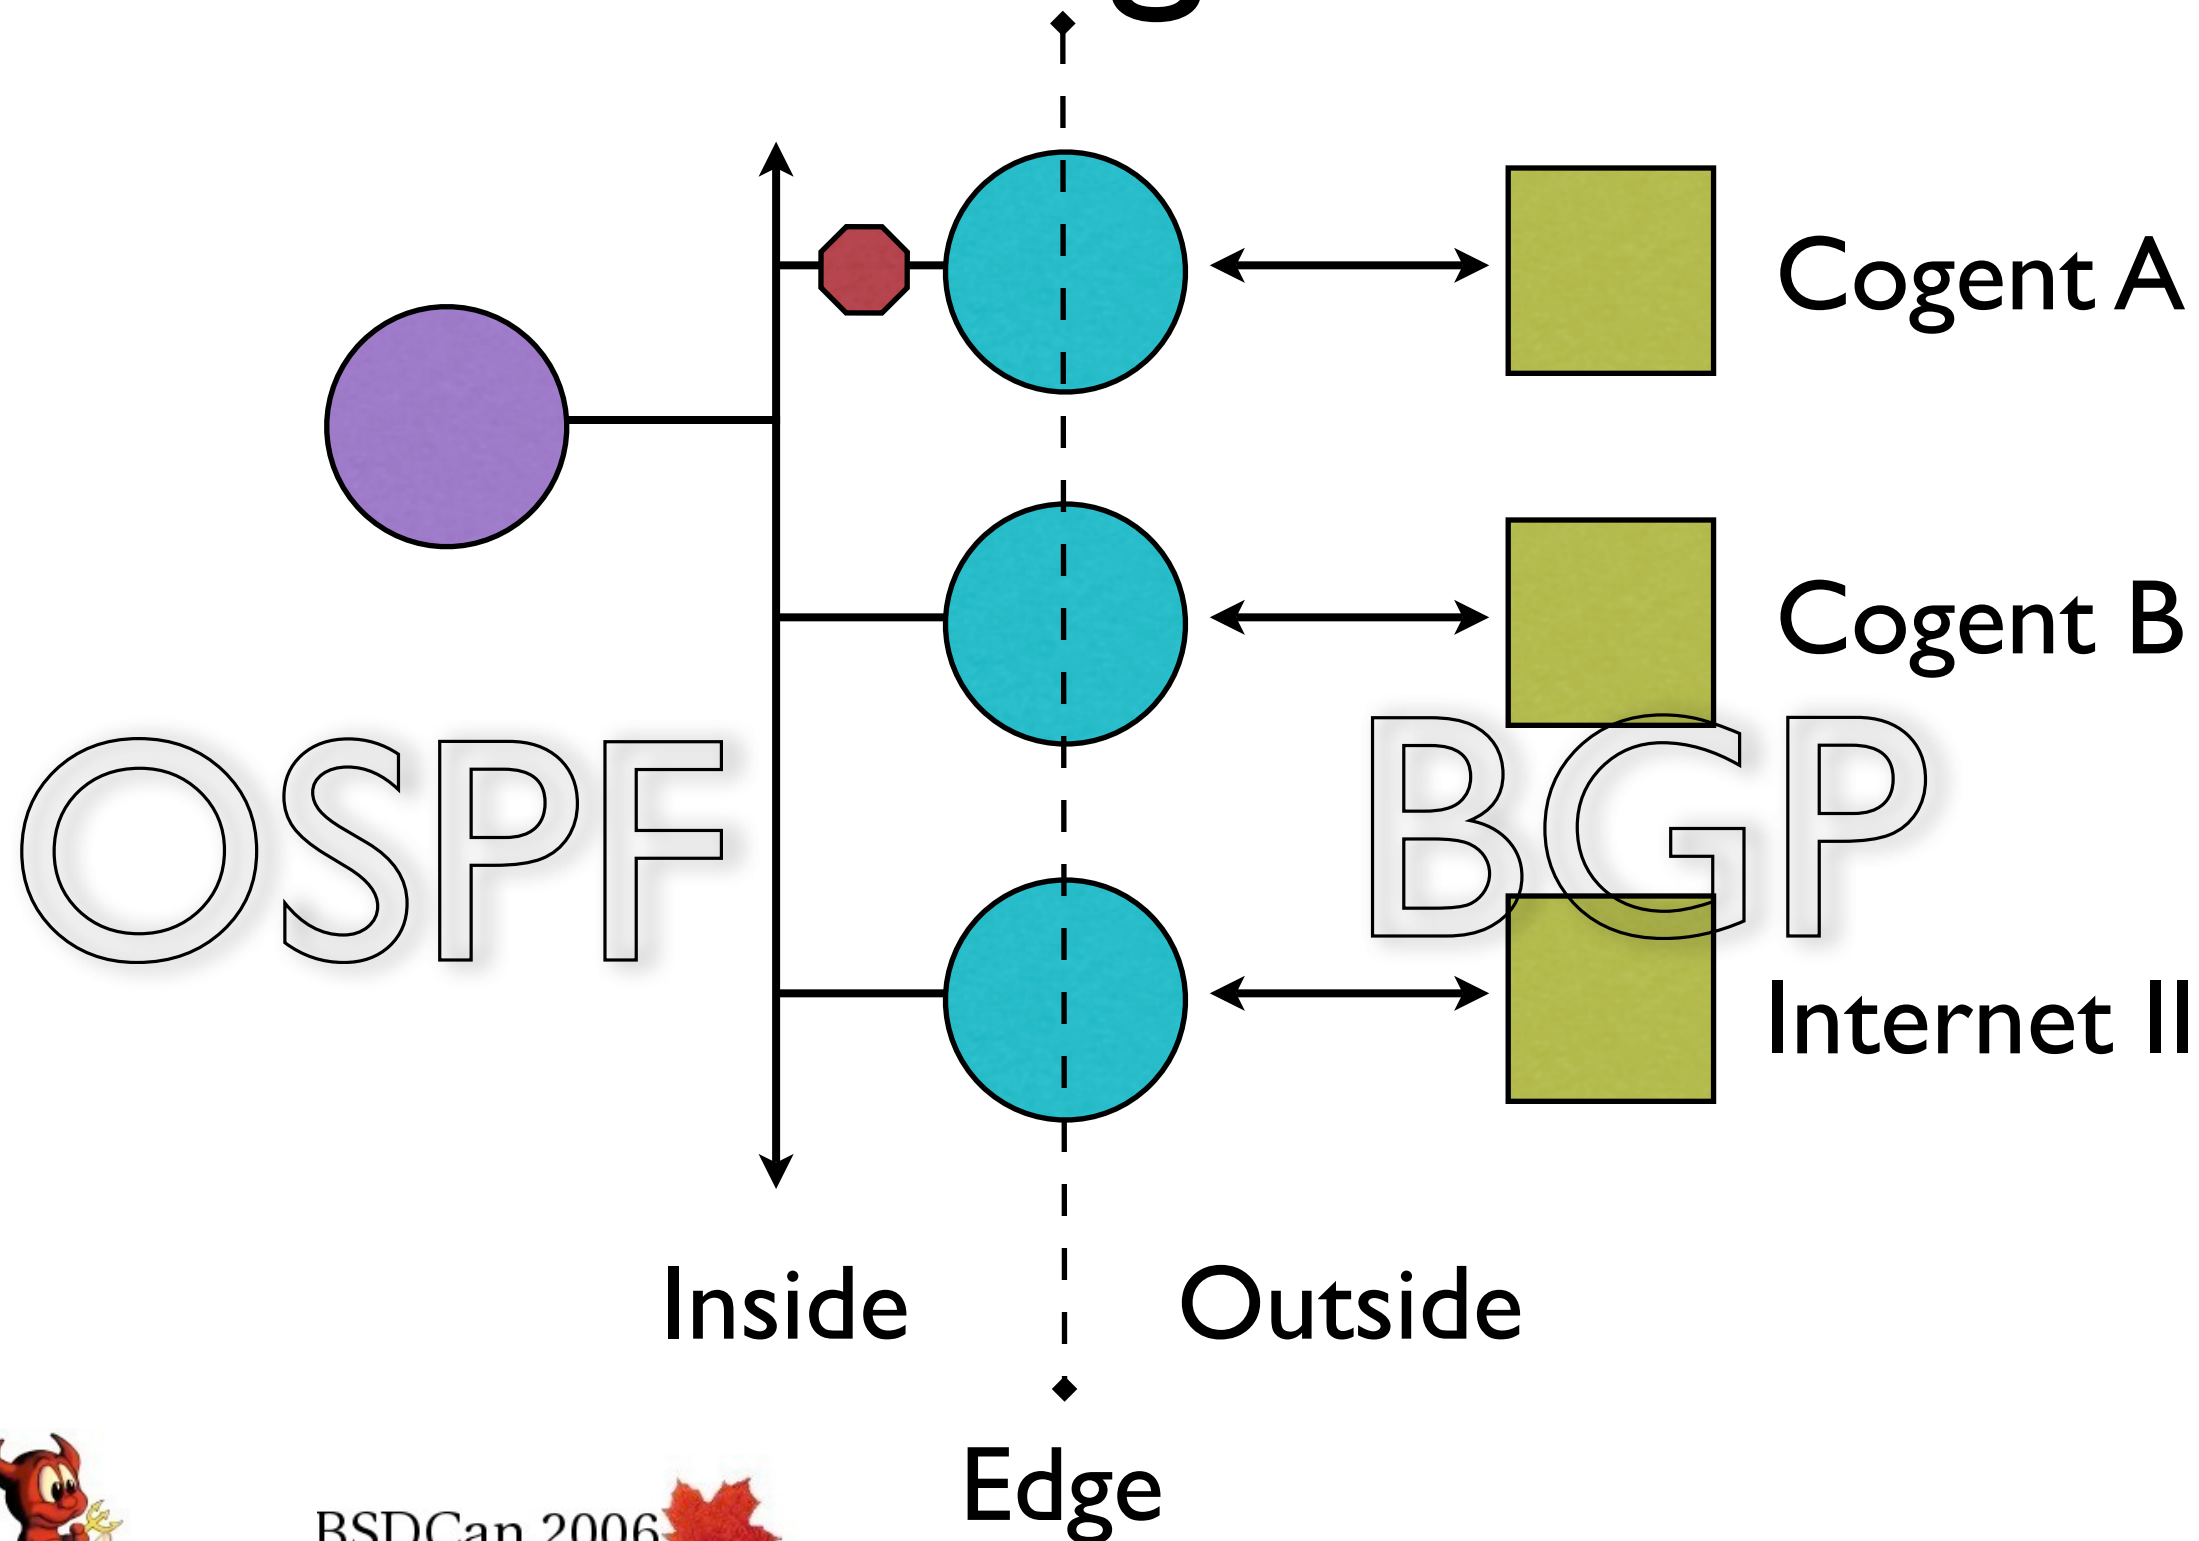 Cogent A
Cogent B
OSPF
BGP
Internet II
Inside
Outside
Edge
BSDCan 2006